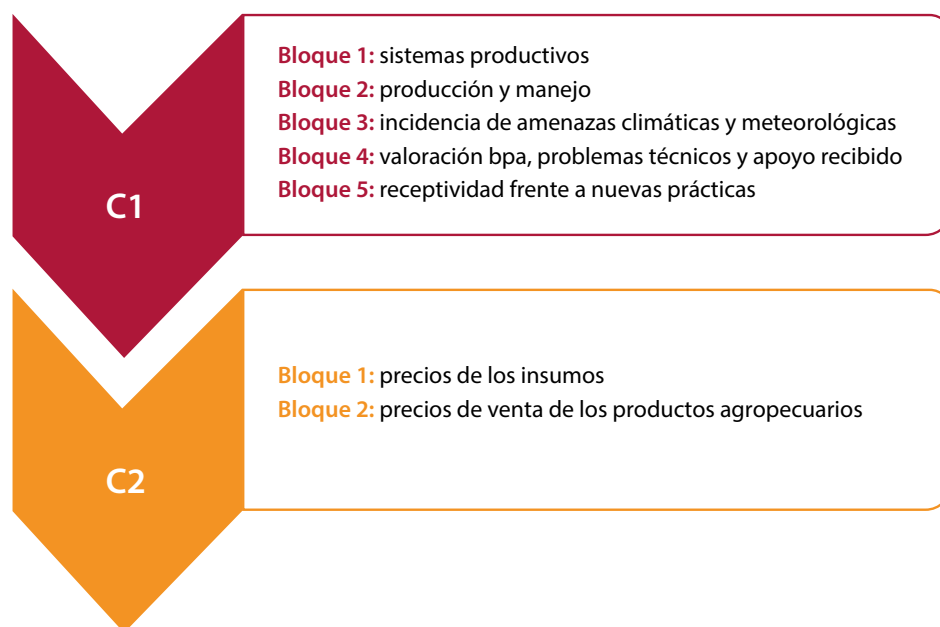 C1
Bloque 1: sistemas productivos
Bloque 2: producción y manejo
Bloque 3: incidencia de amenazas climáticas y meteorológicas
Bloque 4: valoración bpa, problemas técnicos y apoyo recibido
Bloque 5: receptividad frente a nuevas prácticas
C2
Bloque 1: precios de los insumos
Bloque 2: precios de venta de los productos agropecuarios